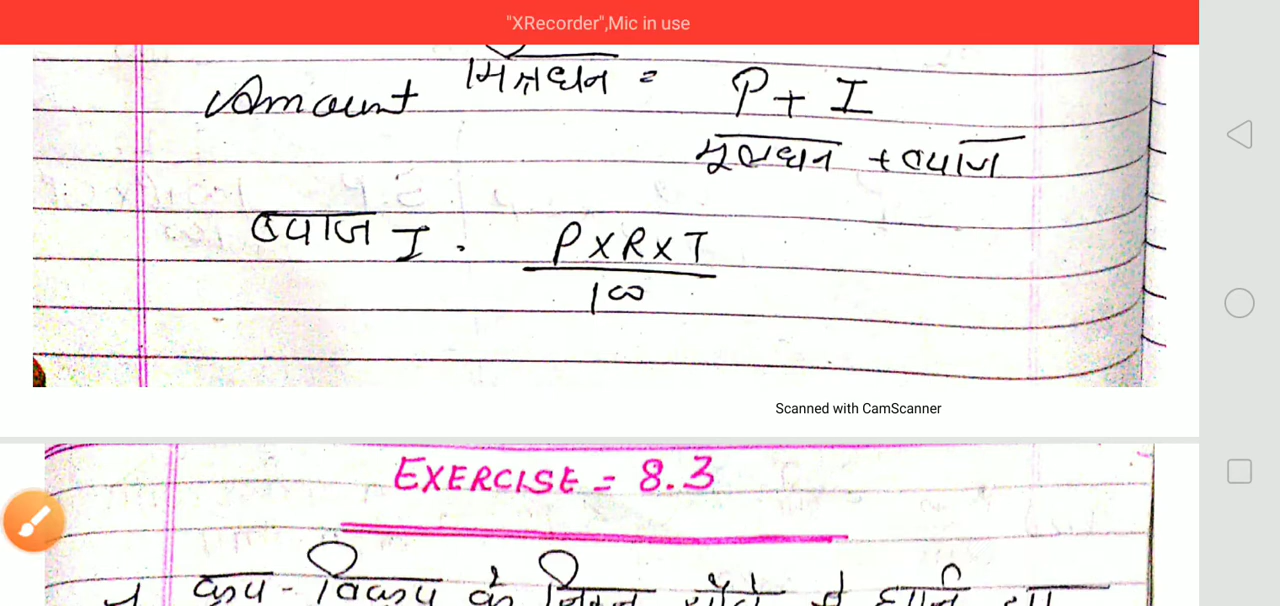 "XRecorder",Mic in use
Amount मिश्रधन = P + I
मूलधन + ब्याज
ब्याज I . P X R X T
100
Scanned with CamScanner
EXERCISE = 8.3
क्रय - विक्रय के निम्न सौदो में हानि